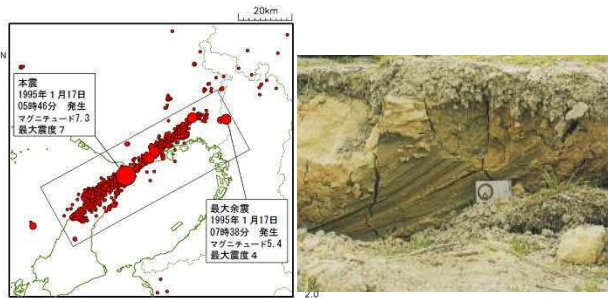 20km
N
本震
1995年1月17日
05時46分 発生
マグニチュード7.3
最大震度7
最大余震
1995年1月17日
07時38分 発生
マグニチュード5.4
最大震度4
2.0